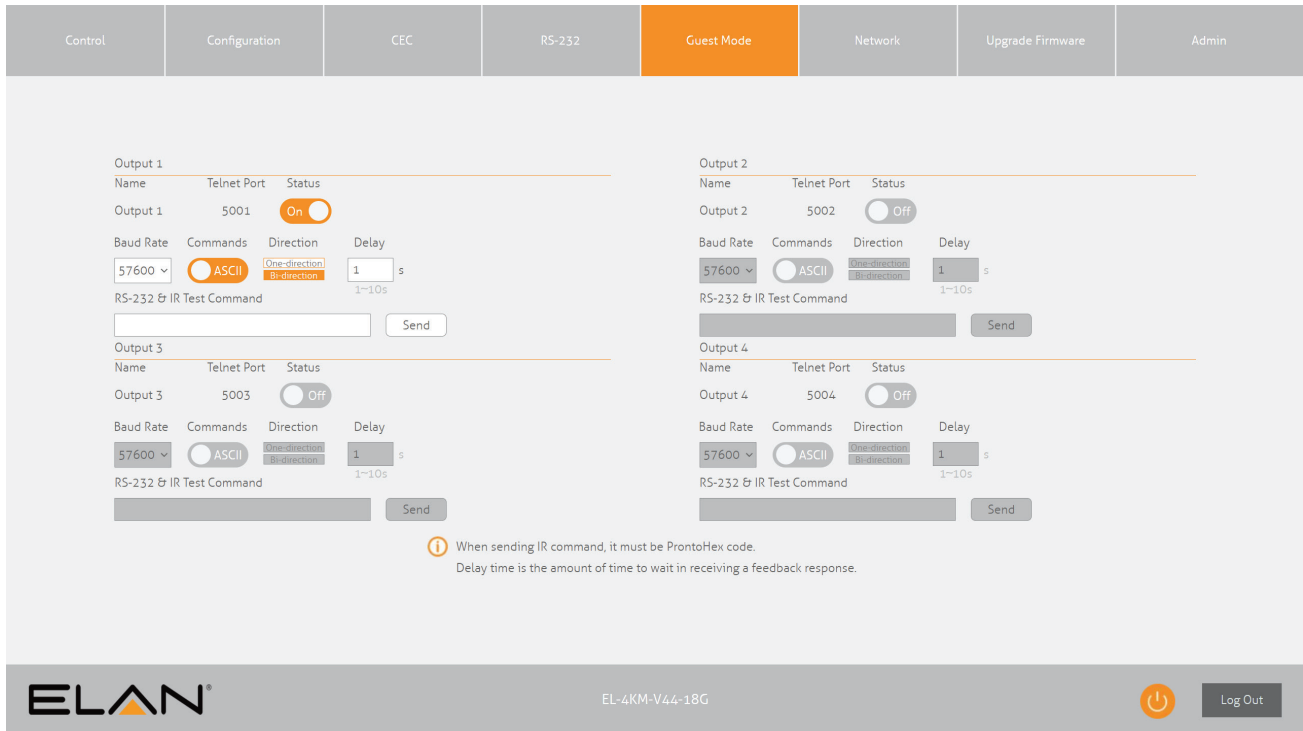 Control Configuration CEC RS-232 Guest Mode Network Upgrade Firmware Admin
Output 1
Name Telnet Port Status
Output 1 5001 On
Baud Rate Commands Direction Delay
57600 ASCII One-direction Bi-direction 1 s
1~10s
RS-232 & IR Test Command
Send
Output 2
Name Telnet Port Status
Output 2 5002 Off
Baud Rate Commands Direction Delay
57600 ASCII One-direction Bi-direction 1 s
1~10s
RS-232 & IR Test Command
Send
Output 3
Name Telnet Port Status
Output 3 5003 Off
Baud Rate Commands Direction Delay
57600 ASCII One-direction Bi-direction 1 s
1~10s
RS-232 & IR Test Command
Send
Output 4
Name Telnet Port Status
Output 4 5004 Off
Baud Rate Commands Direction Delay
57600 ASCII One-direction Bi-direction 1 s
1~10s
RS-232 & IR Test Command
Send
When sending IR command, it must be ProntoHex code.
Delay time is the amount of time to wait in receiving a feedback response.
ELAN® EL-4KM-V44-18G Log Out